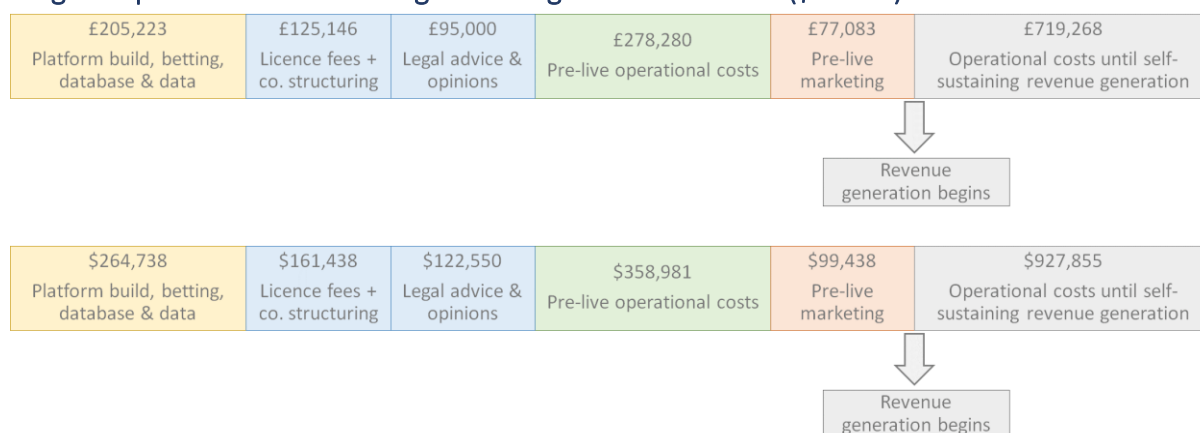 £205,223
Platform build, betting,
database & data
£125,146
Licence fees +
co. structuring
£95,000
Legal advice &
opinions
£278,280
Pre-live operational costs
£77,083
Pre-live
marketing
£719,268
Operational costs until self-
sustaining revenue generation
Revenue
generation begins
$264,738
Platform build, betting,
database & data
$161,438
Licence fees +
co. structuring
$122,550
Legal advice &
opinions
$358,981
Pre-live operational costs
$99,438
Pre-live
marketing
$927,855
Operational costs until self-
sustaining revenue generation
Revenue
generation begins